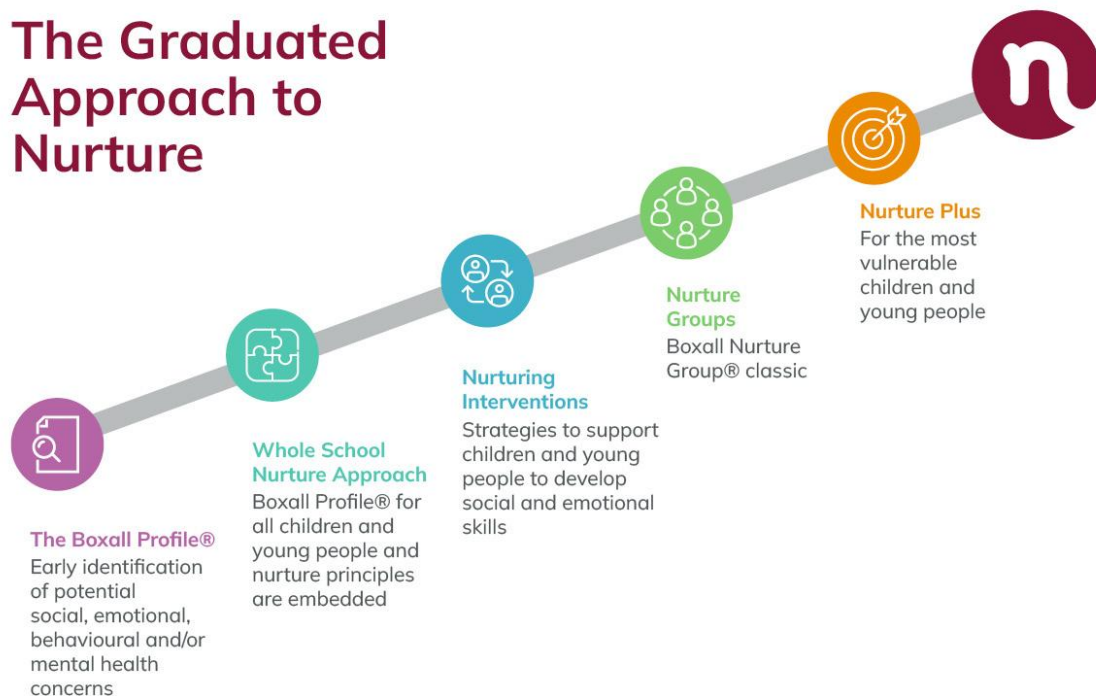 The Graduated
Approach to
Nurture
n
The Boxall Profile®
Early identification
of potential
social, emotional,
behavioural and/or
mental health
concerns
Whole School
Nurture Approach
Boxall Profile® for
all children and
young people and
nurture principles
are embedded
Nurturing
Interventions
Strategies to support
children and young
people to develop
social and emotional
skills
Nurture
Groups
Boxall Nurture
Group® classic
Nurture Plus
For the most
vulnerable
children and
young people